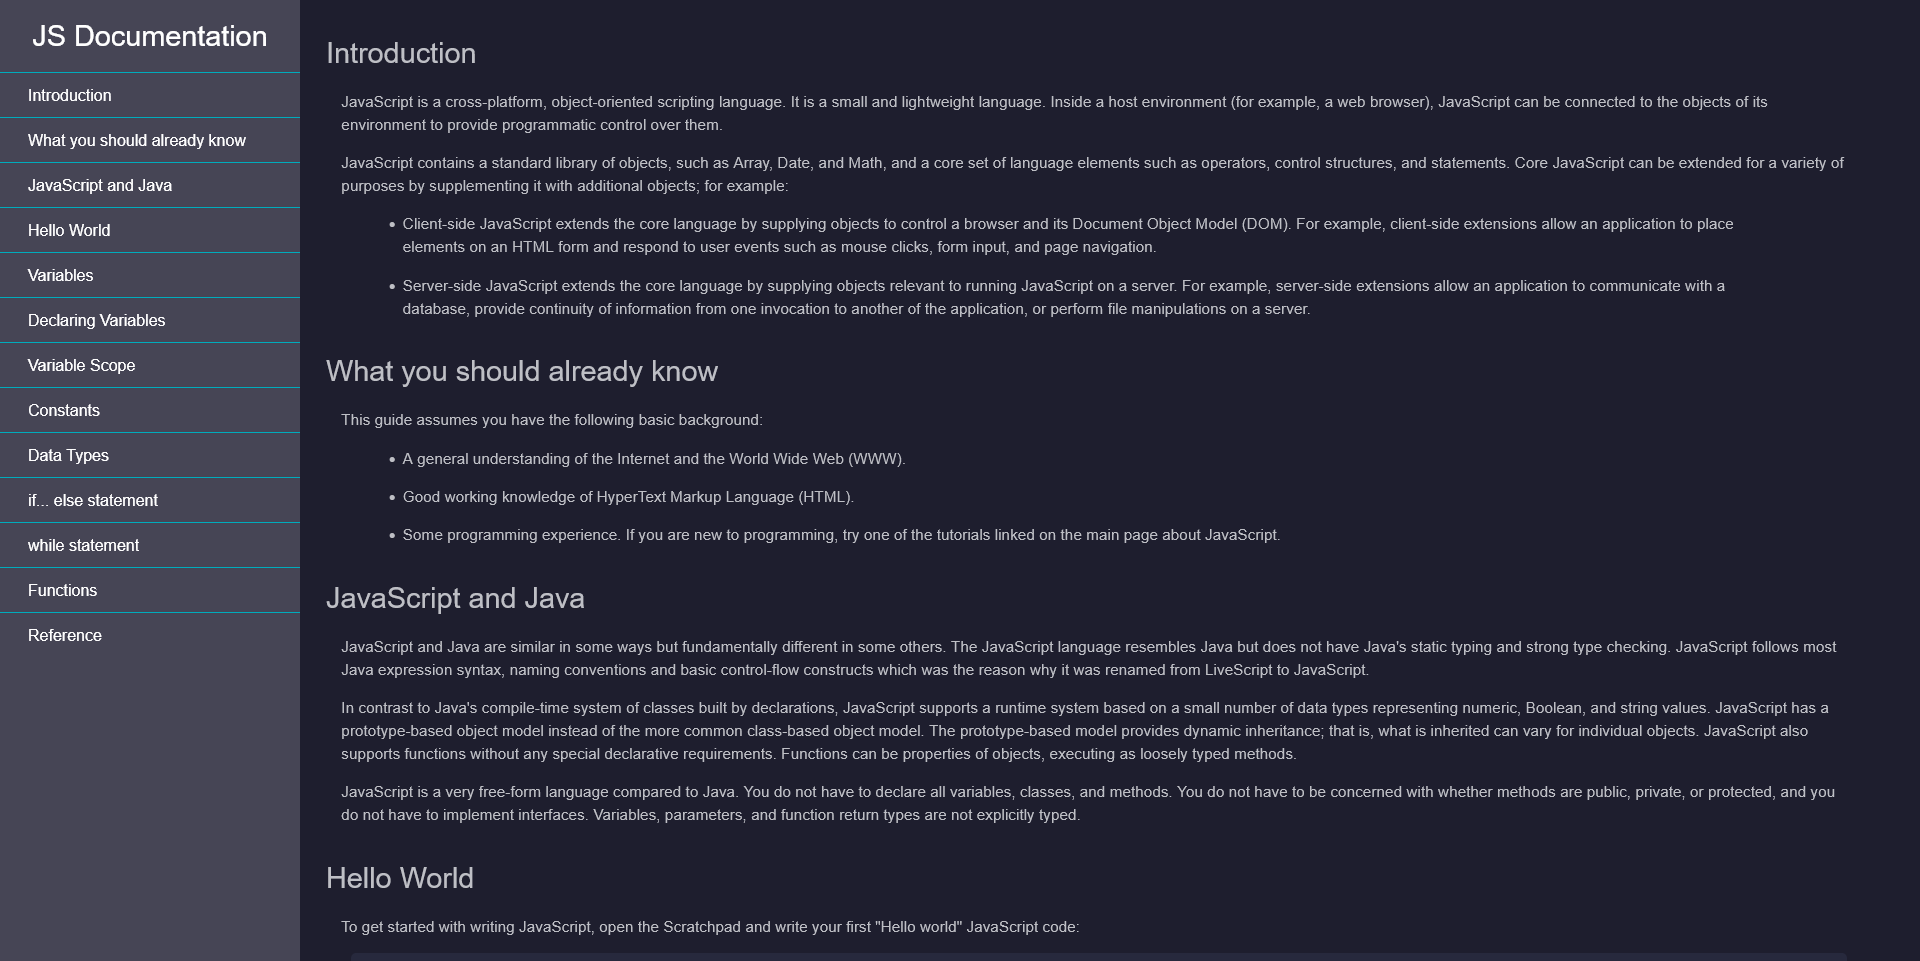 JS Documentation
Introduction
What you should already know
JavaScript and Java
Hello World
Variables
Declaring Variables
Variable Scope
Constants
Data Types
if... else statement
while statement
Functions
Reference
Introduction
JavaScript is a cross-platform, object-oriented scripting language. It is a small and lightweight language. Inside a host environment (for example, a web browser), JavaScript can be connected to the objects of its
environment to provide programmatic control over them.
JavaScript contains a standard library of objects, such as Array, Date, and Math, and a core set of language elements such as operators, control structures, and statements. Core JavaScript can be extended for a variety of
purposes by supplementing it with additional objects; for example:
• Client-side JavaScript extends the core language by supplying objects to control a browser and its Document Object Model (DOM). For example, client-side extensions allow an application to place
elements on an HTML form and respond to user events such as mouse clicks, form input, and page navigation.
• Server-side JavaScript extends the core language by supplying objects relevant to running JavaScript on a server. For example, server-side extensions allow an application to communicate with a
database, provide continuity of information from one invocation to another of the application, or perform file manipulations on a server.
What you should already know
This guide assumes you have the following basic background:
• A general understanding of the Internet and the World Wide Web (WWW).
• Good working knowledge of HyperText Markup Language (HTML).
• Some programming experience. If you are new to programming, try one of the tutorials linked on the main page about JavaScript.
JavaScript and Java
JavaScript and Java are similar in some ways but fundamentally different in some others. The JavaScript language resembles Java but does not have Java's static typing and strong type checking. JavaScript follows most
Java expression syntax, naming conventions and basic control-flow constructs which was the reason why it was renamed from LiveScript to JavaScript.
In contrast to Java's compile-time system of classes built by declarations, JavaScript supports a runtime system based on a small number of data types representing numeric, Boolean, and string values. JavaScript has a
prototype-based object model instead of the more common class-based object model. The prototype-based model provides dynamic inheritance; that is, what is inherited can vary for individual objects. JavaScript also
supports functions without any special declarative requirements. Functions can be properties of objects, executing as loosely typed methods.
JavaScript is a very free-form language compared to Java. You do not have to declare all variables, classes, and methods. You do not have to be concerned with whether methods are public, private, or protected, and you
do not have to implement interfaces. Variables, parameters, and function return types are not explicitly typed.
Hello World
To get started with writing JavaScript, open the Scratchpad and write your first "Hello world" JavaScript code: